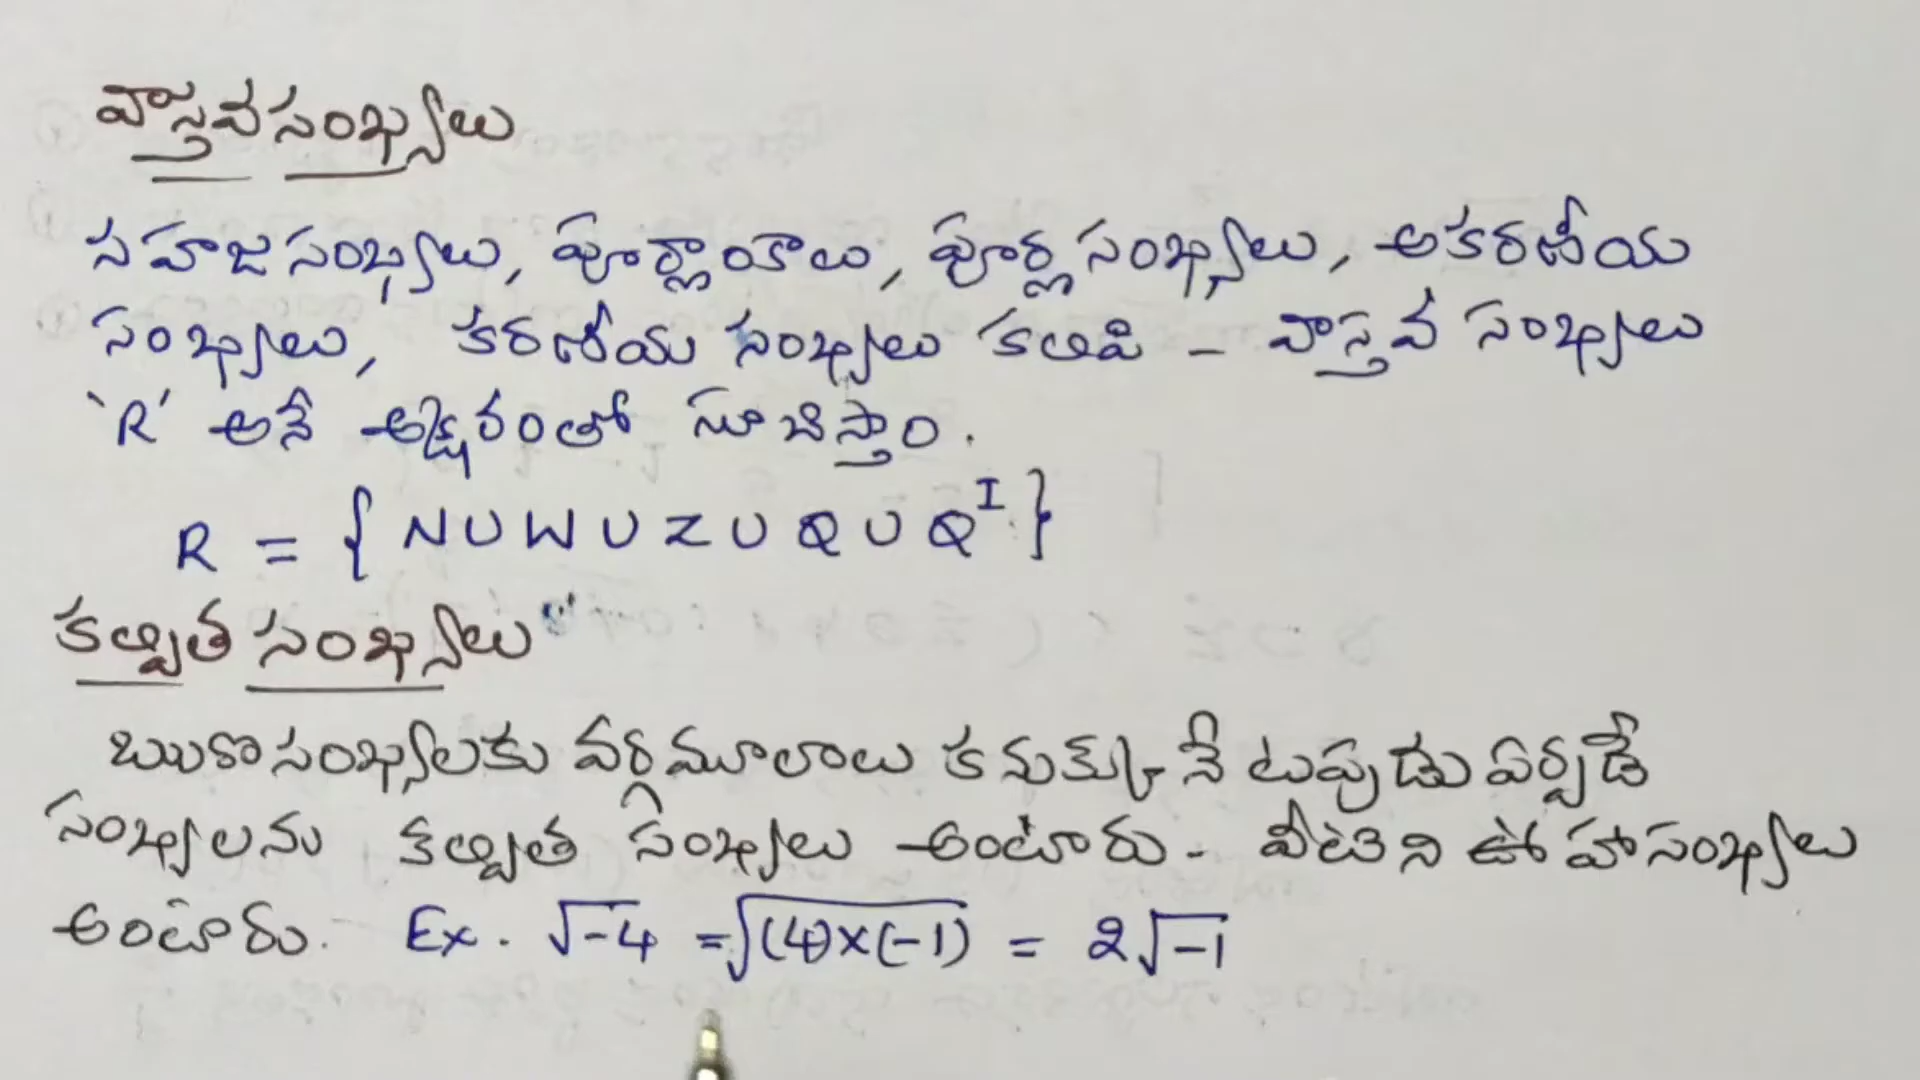 వాస్తవ సంఖ్యలు
సహజ సంఖ్యలు, పూర్ణాంకాలు, పూర్ణ సంఖ్యలు, అకరణీయ
సంఖ్యలు, కరణీయ సంఖ్యలు కలిపి - వాస్తవ సంఖ్యలు
'R' అనే అక్షరంతో సూచిస్తాం.
R = { N ∪ W ∪ Z ∪ Q ∪ Q^I }
కల్పిత సంఖ్యలు
ఋణ సంఖ్యలకు వర్గమూలాలు కనుక్కునేటపుడు ఏర్పడే
సంఖ్యలను కల్పిత సంఖ్యలు అంటారు. వీటిని ఊహా సంఖ్యలు
అంటారు. Ex. √-4 = √(4)×(-1) = 2√-1